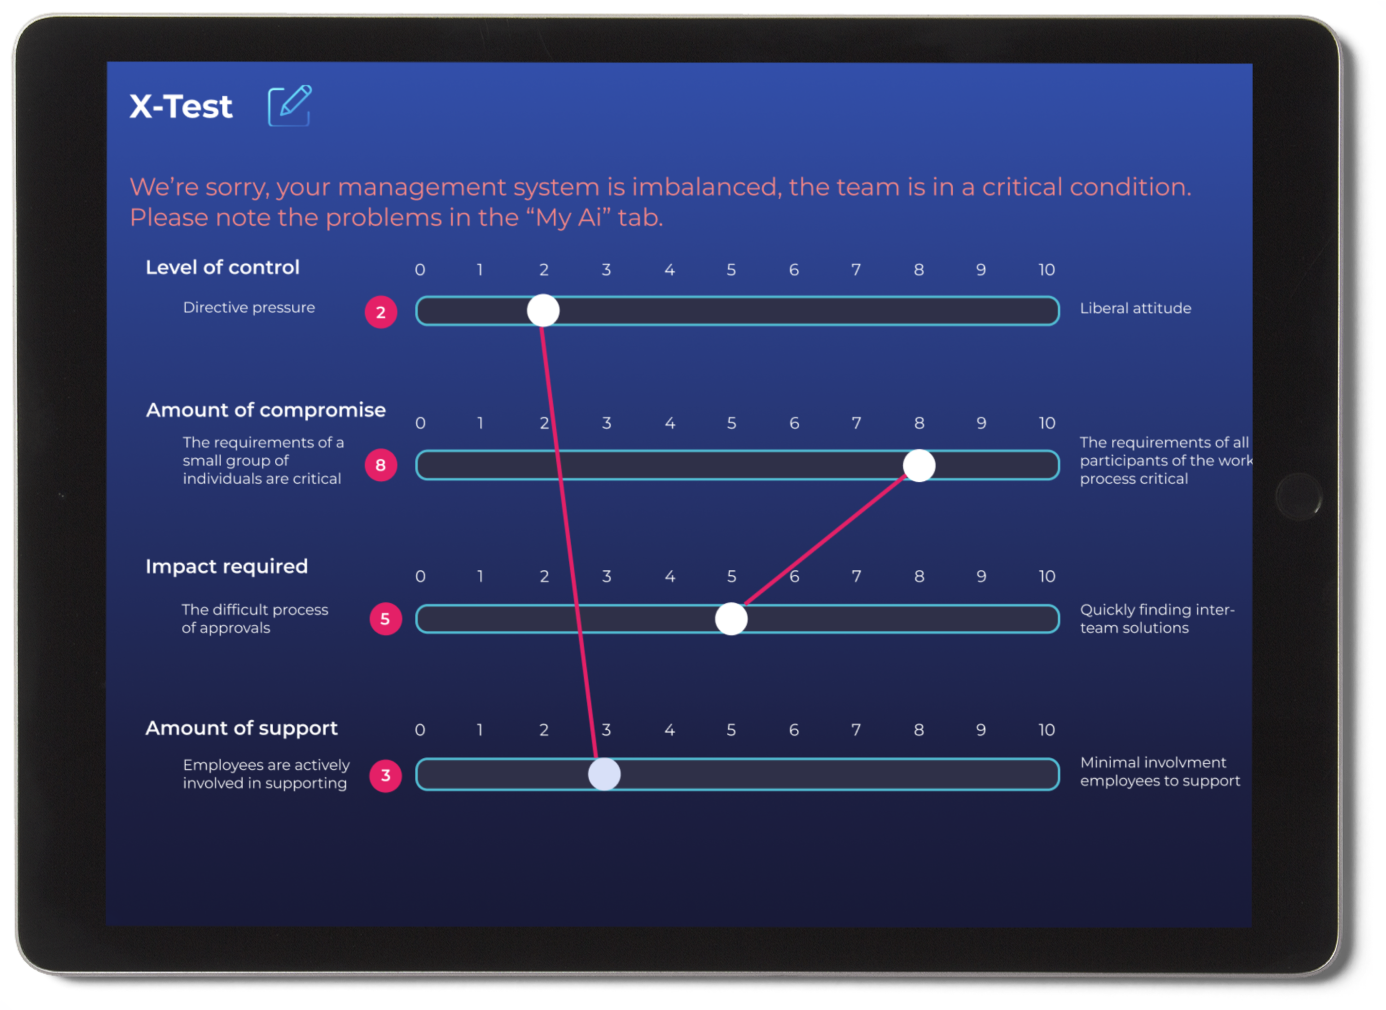 X-Test
We're sorry, your management system is imbalanced, the team is in a critical condition.
Please note the problems in the “My Ai” tab.
Level of control
0 1 2 3 4 5 6 7 8 9 10
Directive pressure
2
Liberal attitude
Amount of compromise
0 1 2 3 4 5 6 7 8 9 10
The requirements of a
small group of
individuals are critical
8
The requirements of all
participants of the work
process critical
Impact required
0 1 2 3 4 5 6 7 8 9 10
The difficult process
of approvals
5
Quickly finding inter-
team solutions
Amount of support
0 1 2 3 4 5 6 7 8 9 10
Employees are actively
involved in supporting
3
Minimal involvment
employees to support